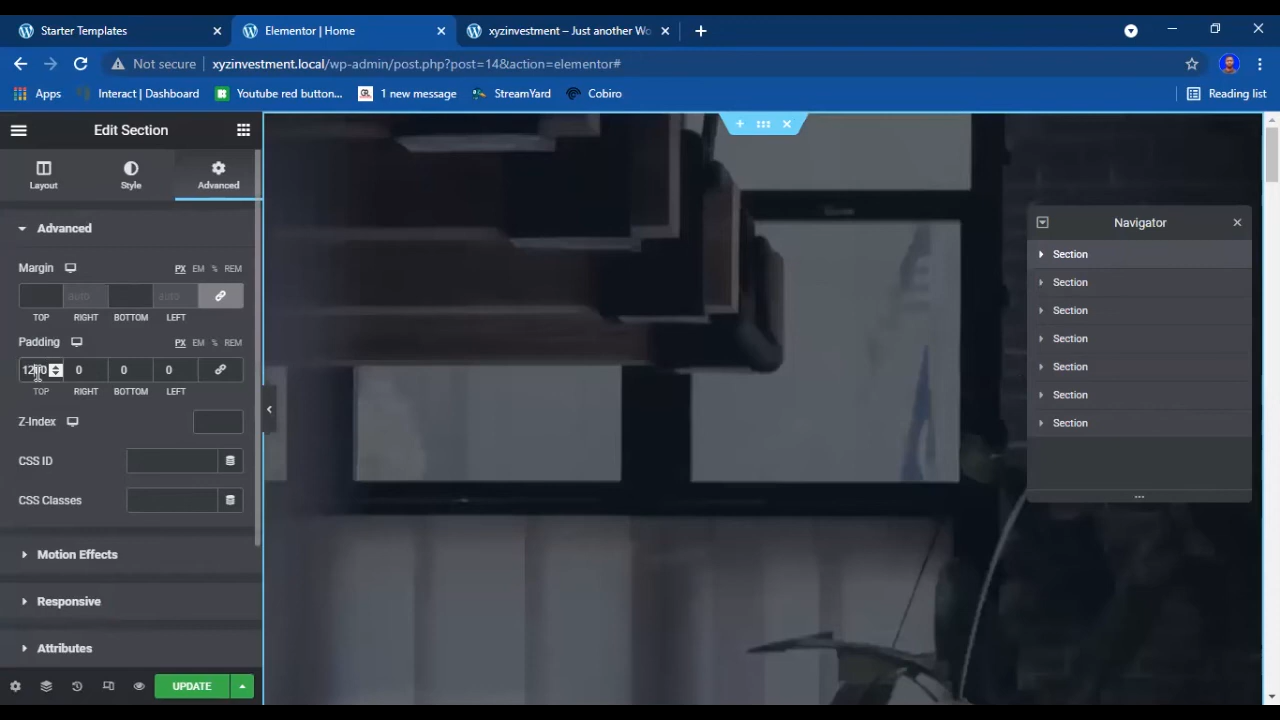 Starter Templates
Elementor | Home
xyzinvestment – Just another Wo
Not secure
xyzinvestment.local/wp-admin/post.php?post=14&action=elementor#
Apps
Interact | Dashboard
Youtube red button...
1 new message
StreamYard
Cobiro
Reading list
Edit Section
Layout
Style
Advanced
Advanced
Margin
PX EM % REM
auto
auto
TOP RIGHT BOTTOM LEFT
Padding
PX EM % REM
0 0 0
TOP RIGHT BOTTOM LEFT
Z-Index
CSS ID
CSS Classes
Motion Effects
Responsive
Attributes
UPDATE
Navigator
Section
Section
Section
Section
Section
Section
Section